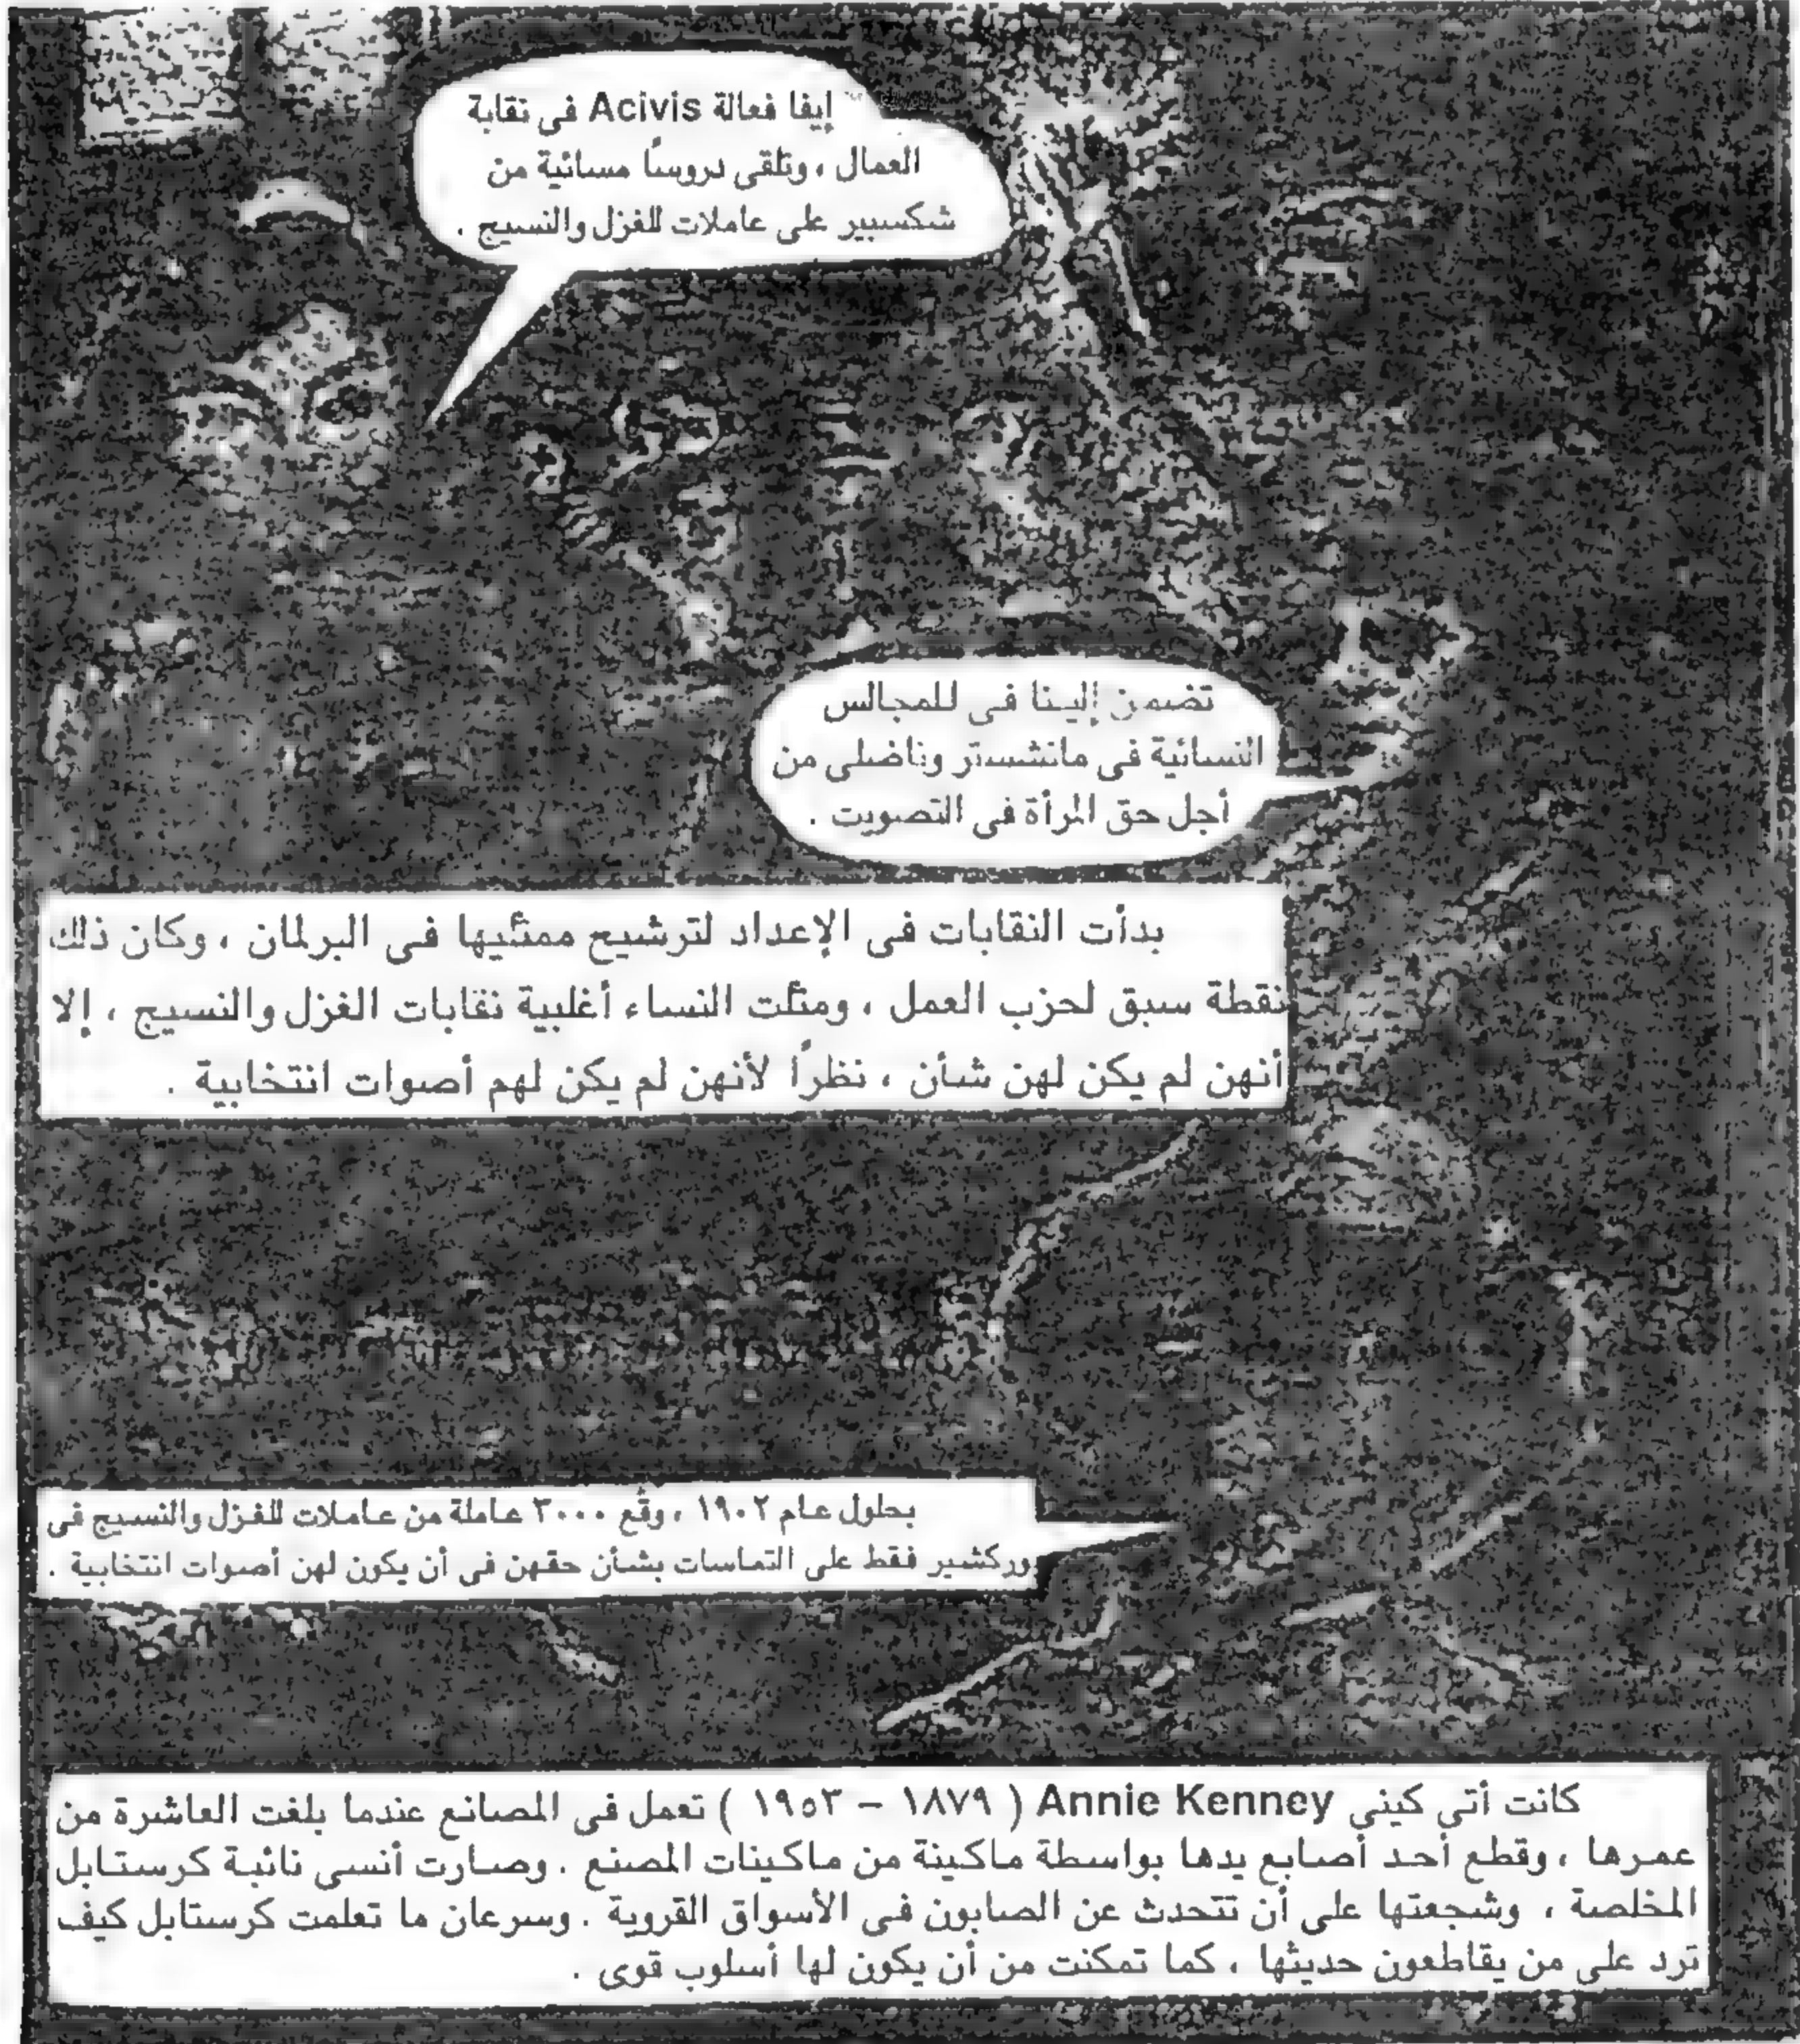 إيفا فعالة Acivis فى نقابة
العمال ، وتلقى دروسًا مسائية من
شكسبير على عاملات للغزل والنسيج .
تضمن إلينا فى للمجالس
النسائية فى مانشستر وناضلى من
أجل حق المرأة فى التصويت .
بدأت النقابات فى الإعداد لترشيح ممثليها فى البرلمان ، وكان ذلك
نقطة سبق لحزب العمل ، ومثلت النساء أغلبية نقابات الغزل والنسيج ، إلا
أنهن لم يكن لهن شأن ، نظرًا لأنهن لم يكن لهم أصوات انتخابية .
بحلول عام ١٩٠٢ ، وقّع ٣٠٠٠ عاملة من عاملات للغزل والنسيج فى
وركشير فقط على التماسات بشأن حقهن فى أن يكون لهن أصوات انتخابية .
كانت أتى كينى Annie Kenney ( ١٨٧٩ – ١٩٥٣ ) تعمل فى المصانع عندما بلغت العاشرة من
عمرها ، وقطع أحد أصابع يدها بواسطة ماكينة من ماكينات المصنع . وصارت أنسى نائبة كرستابل
المخلصة ، وشجعتها على أن تتحدث عن الصابون فى الأسواق القروية . وسرعان ما تعلمت كرستابل كيف
ترد على من يقاطعون حديثها ، كما تمكنت من أن يكون لها أسلوب قوى .